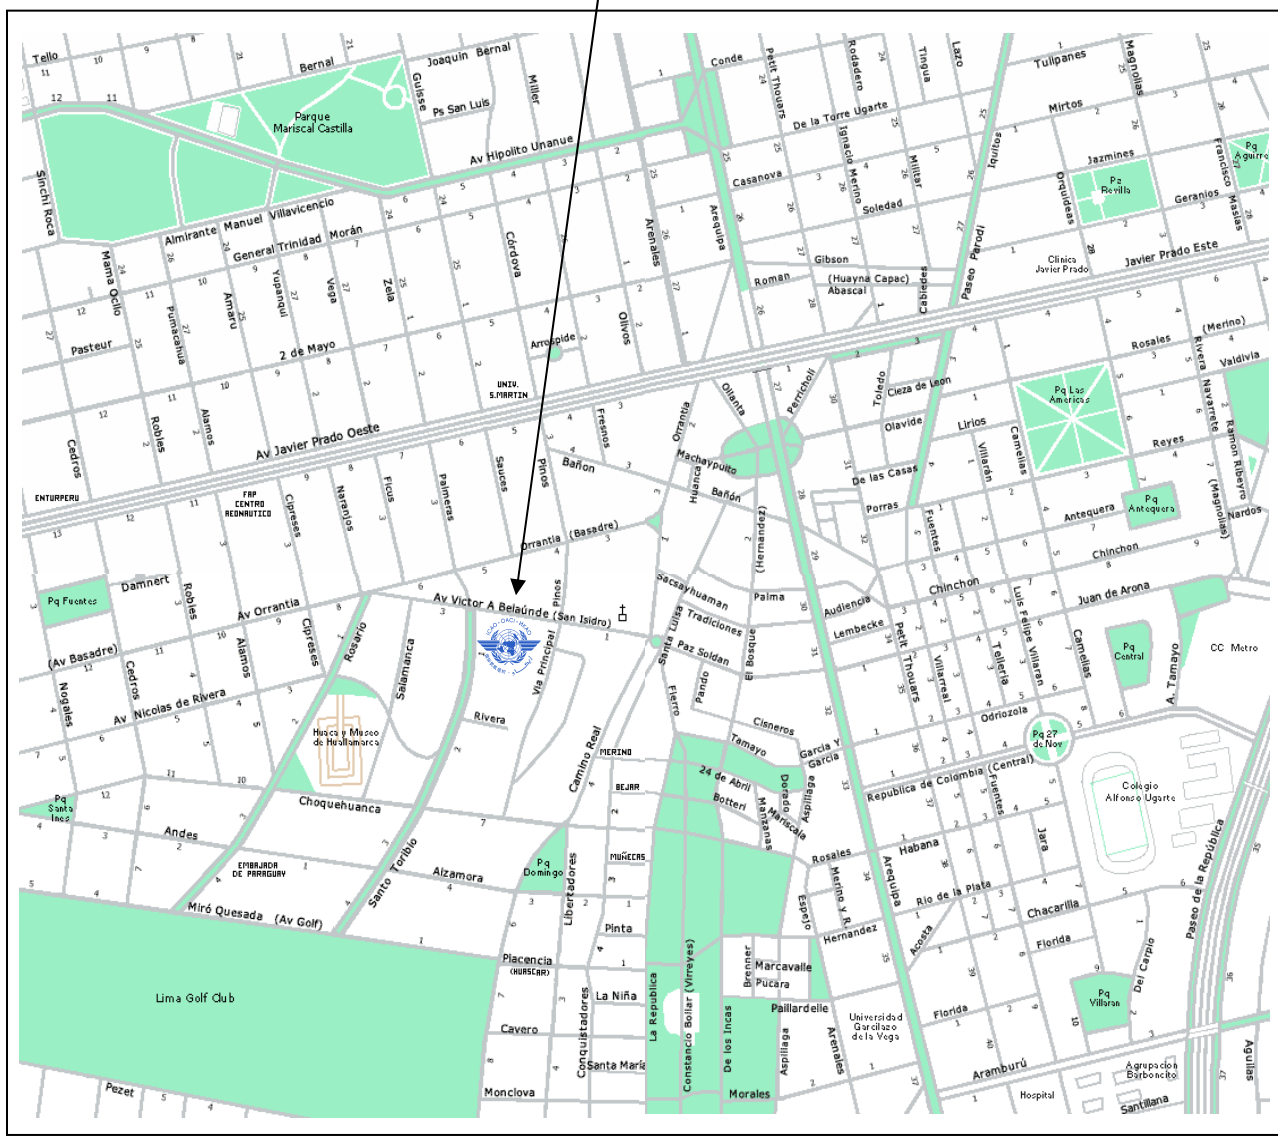 Tello
Bernal
Joaquin Bernal
Guisse
Ps San Luis
Miller
Conde
Petit Thouars
Rodadero
Tingua
Lazo
Tulipanes
Magnolias
Parque
Mariscal Castilla
Av Hipolito Unanue
De la Torre Ugarte
Mirtos
Iquitos
Ignacio Merino
Militar
Casanova
Soledad
Jazmines
Pz
Revilla
Orquideas
Geranios
Francisco Masias
Pq
Aguirre
Sinchi Roca
Almirante Manuel Villavicencio
General Trinidad Morán
Mama Ocllo
Pumacahua
Amaru
Yupanqui
Vega
Zela
Córdova
Arenales
Arequipa
Gibson
Roman
(Huayna Capac)
Abascal
Cabiedes
Paseo Parodi
Clinica
Javier Prado
Javier Prado Este
Pasteur
2 de Mayo
Arrospide
Olivos
Rosales
(Merino)
Rivera
Navarrete
Valdivia
UNIV.
S.MARTIN
Ollanta
Perricholi
Toledo
Cieza de Leon
Olavide
Lirios
Pq Las
Americas
Camelias
Villarán
Reyes
Ramon Ribeyro
(Magnolias)
Nardos
Cedros
Robles
Alamos
Av Javier Prado Oeste
Fresnos
Orrantia
Machaypuito
Huanca
Bañon
Bañón
Pinos
Sauces
Palmeras
Ficus
Naranjos
Cipreses
ENTURPERU
FAP
CENTRO
AEONAUTICO
De las Casas
Porras
Fuentes
Antequera
Pq
Antequera
Chinchon
Chinchon
Orrantia (Basadre)
(Hernandez)
Damnert
Pq Fuentes
Robles
Av Orrantia
Av Victor A Belaúnde (San Isidro)
Pinos
Sacsayhuaman
Palma
Tradiciones
Audiencia
Lembecke
Juan de Arona
Luis Felipe Villaran
(Av Basadre)
Cedros
Alamos
Cipreses
Rosario
Salamanca
ICAO · OACI · ИКАО
Via Principal
Santa Luisa
Paz Soldan
El Bosque
Petit Thouars
Villarreal
Telleria
Camelias
Pq
Central
CC Metro
A. Tamayo
Nogales
Av Nicolas de Rivera
Rivera
Fierro
Pando
Cisneros
Odriozola
Huaca y Museo
de Huallamarca
Camino Real
MERINO
Tamayo
Garcia Y
Garcia
Pq 27
de Nov
24 de Abril
Dorado
Aspillaga
Republica de Colombia (Central)
Fuentes
Colegio
Alfonso Ugarte
Pq
Santa
Ines
Choquehuanca
BEJAR
Botteri
Manzanas
Mariscala
Andes
EMBAJADA
DE PARAGUAY
Alzamora
Santo Toribio
Pq
Domingo
Libertadores
MUÑECAS
Rosales
Habana
Jara
Arequipa
Merino y R.
Espejo
Rio de la Plata
Chacarilla
Paseo de la República
Miró Quesada (Av Golf)
Pinta
Hernandez
Acosta
Florida
Del Carpio
Piacencia
(HUASCAR)
La Niña
Conquistadores
La Republica
Constancio Bollar (Virreyes)
Brenner
Marcavalle
Pucara
Paillardelle
De los Incas
Lima Golf Club
Universidad
Garcilazo
de la Vega
Florida
Pq
Villaran
Cavero
Santa María
Aspillaga
Arenales
Aramburú
Agrupacion
Barboncito
Aguilas
Pezet
Monclova
Morales
Hospital
Santillana